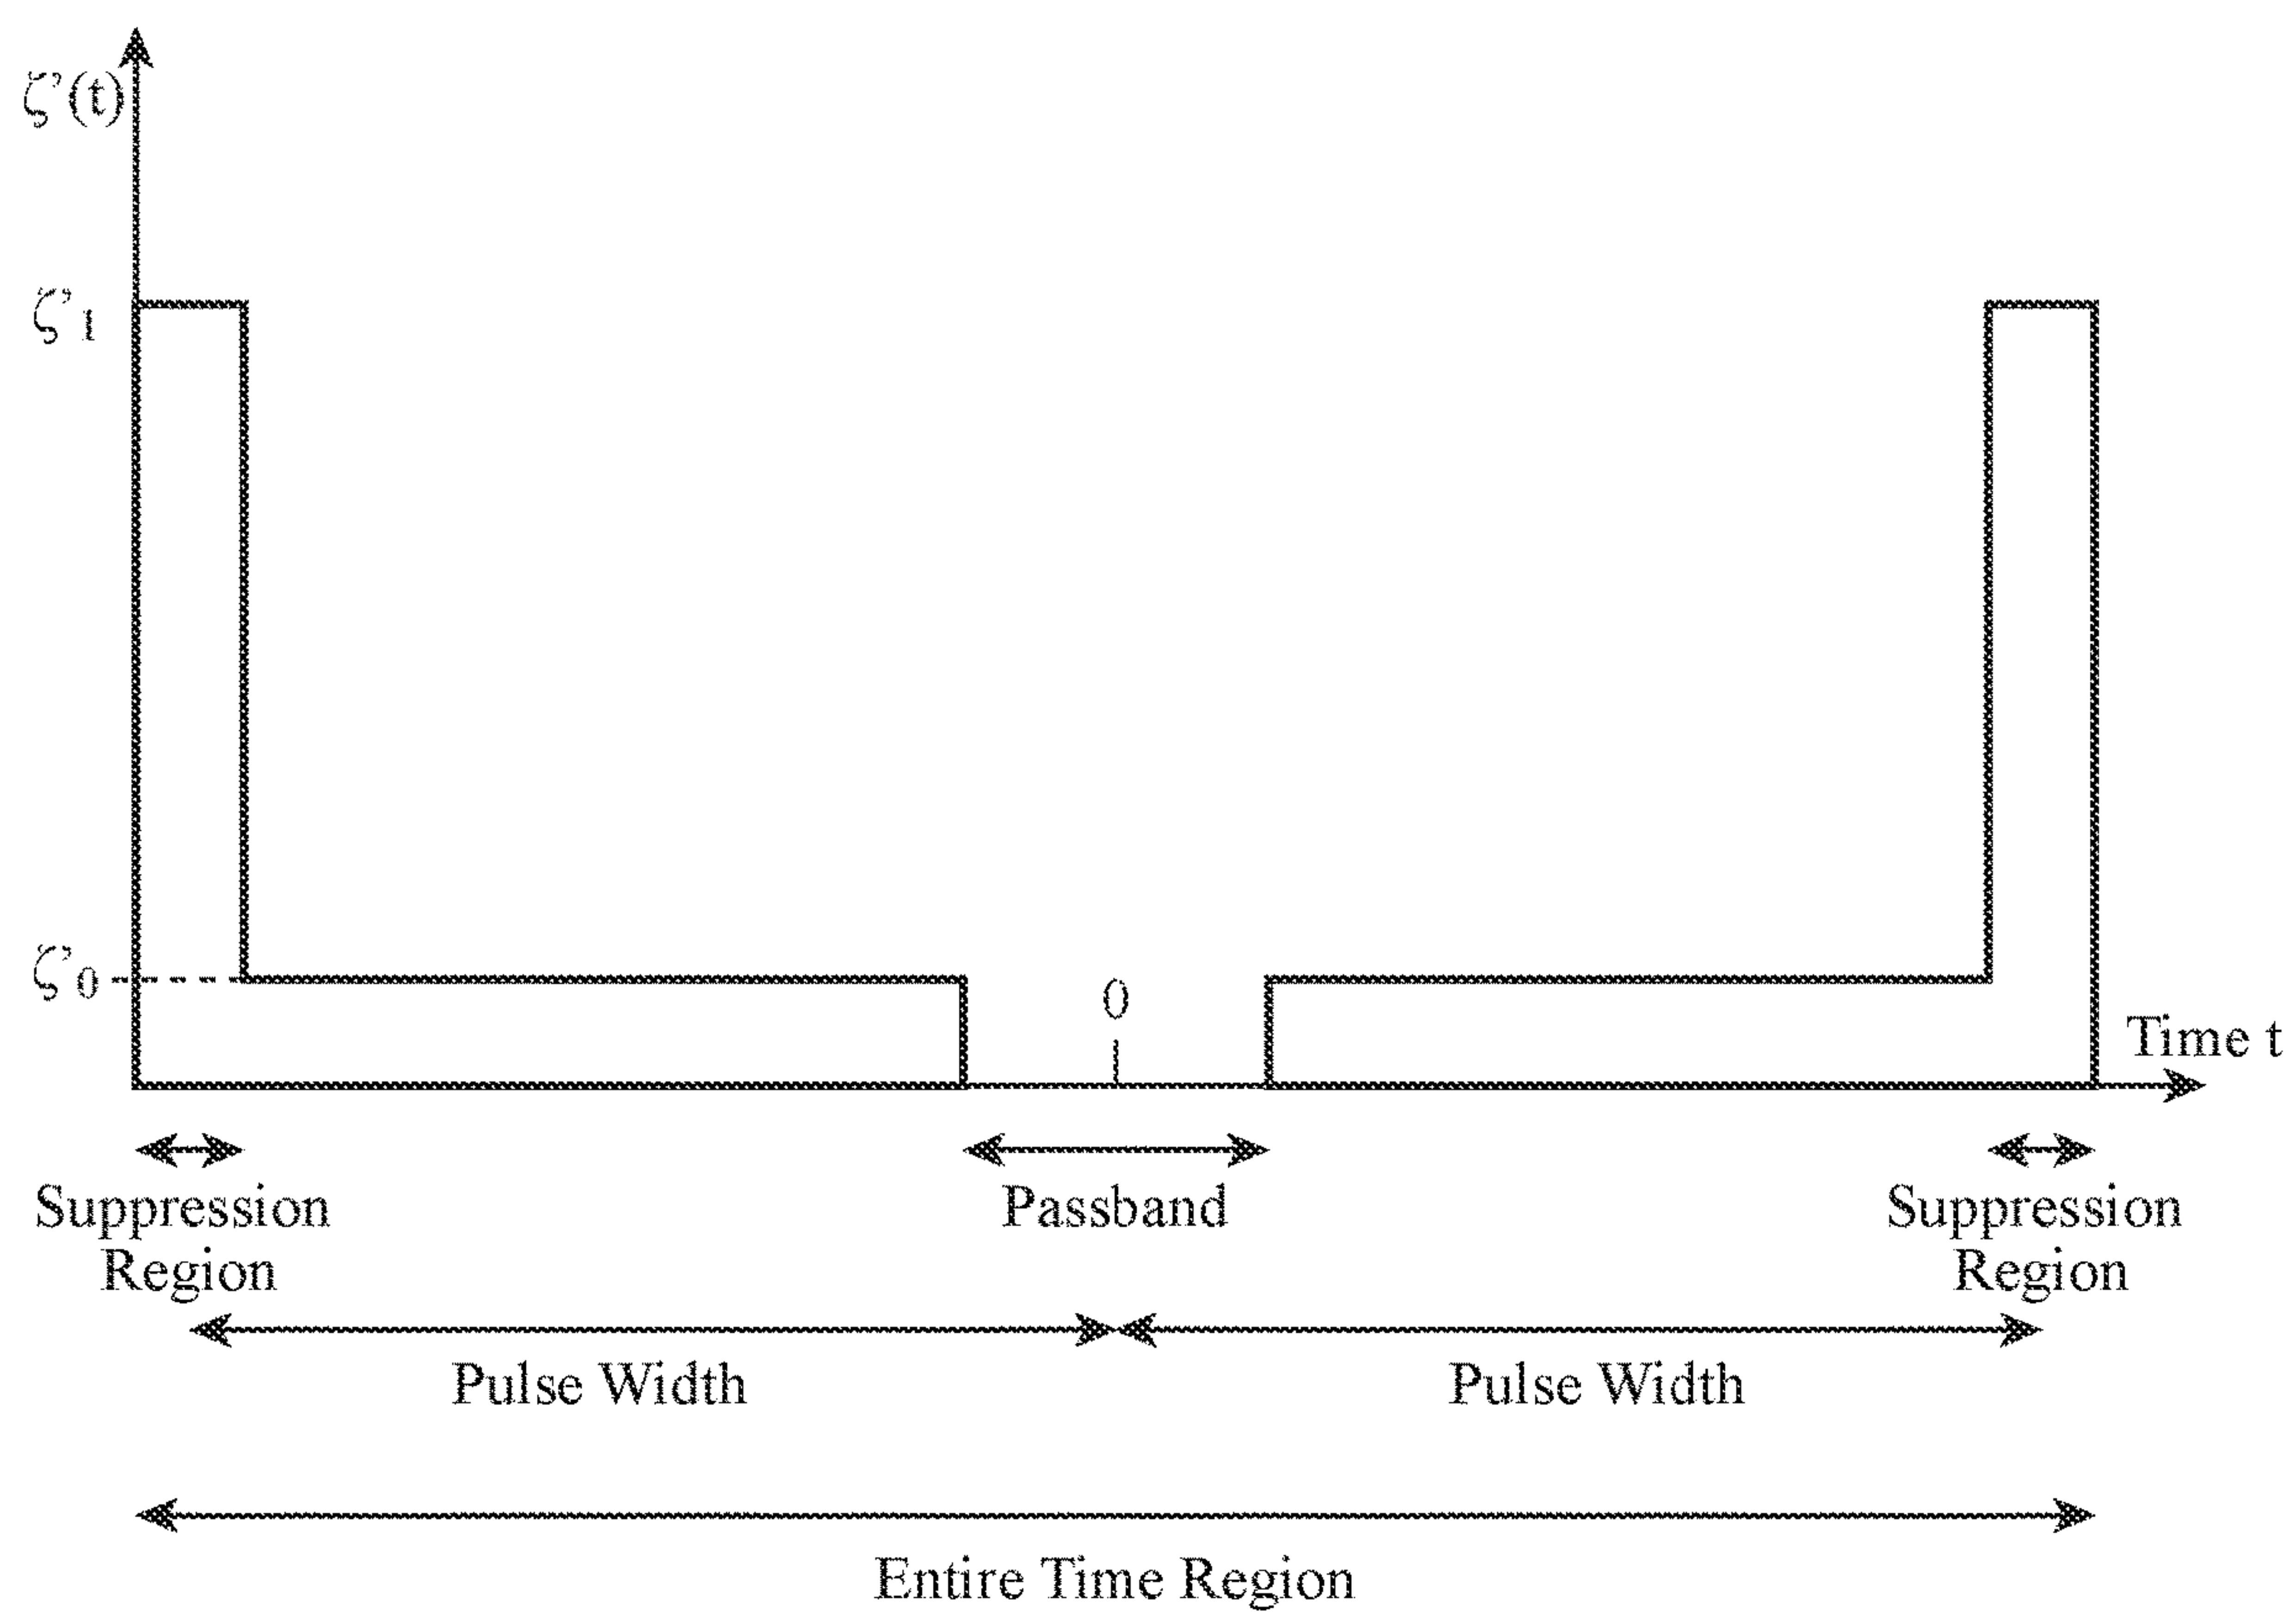 ζ'(t)
ζ'1
ζ'0
0
Time t
Suppression
Region
Passband
Suppression
Region
Pulse Width
Pulse Width
Entire Time Region